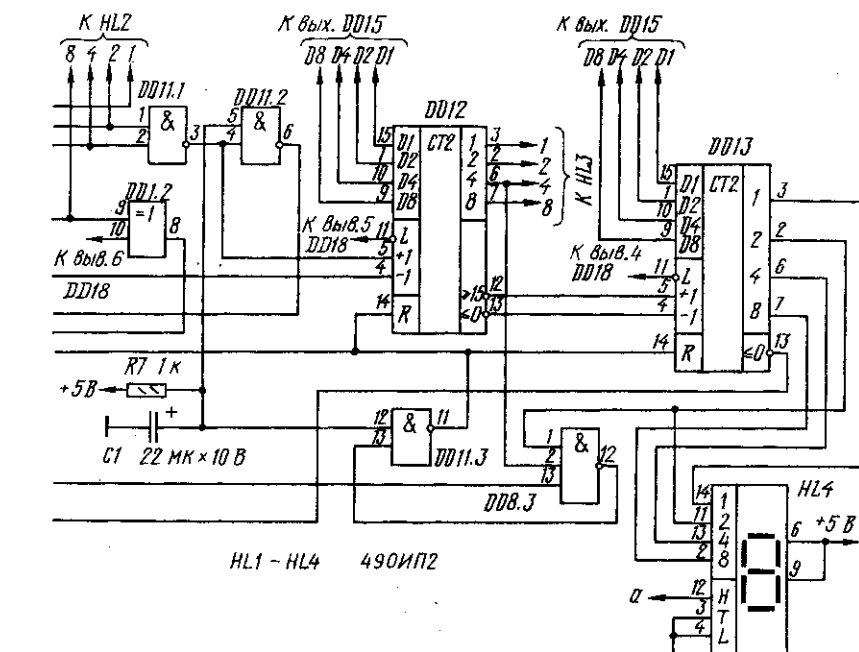 К HL2
8 4 2 1
К вых. DD15
D8 D4 D2 D1
К вых. DD15
D8 D4 D2 D1
DD11.1
1
2
&
3
DD11.2
5
4
&
6
DD1.2
9
10
=1
8
К выв.6
DD18
DD12
15 D1
1 D2
10 D4
9 D8
11 L
5 +1
4 -1
14 R
CT2
1 3
2 2
4 6
8 7
≥15 12
≤0 13
1
2
4
8
К HL3
К выв.5
DD18
DD13
15 D1
1 D2
10 D4
9 D8
11 L
5 +1
4 -1
14 R
CT2
1 3
2 2
4 6
8 7
≤0 13
К выв.4
DD18
R7 1 к
+5В
+
C1 22 мк × 10 В
12
13
&
11
DD11.3
1
2
13
&
12
DD8.3
HL4
14 1
11 2
13 4
2 8
12 H
3 T
4 L
6
9
+5 В
a
HL1 - HL4 490ИП2